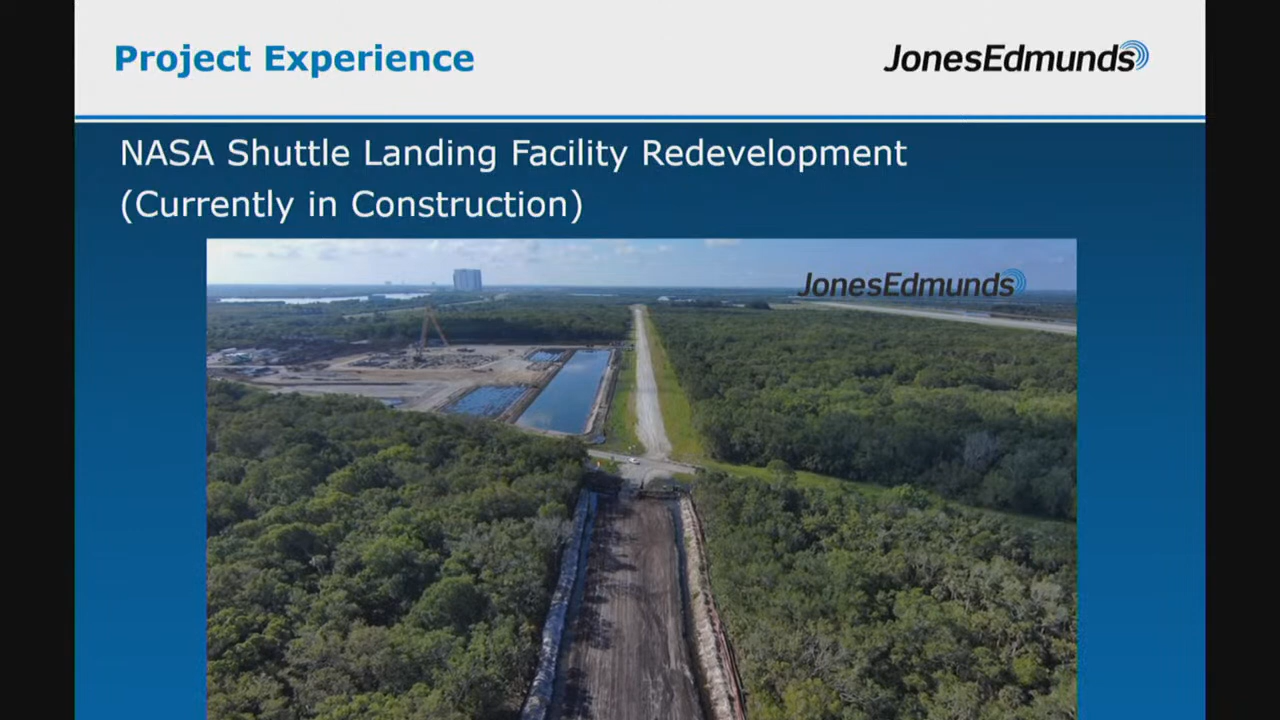 Project Experience
JonesEdmunds
NASA Shuttle Landing Facility Redevelopment
(Currently in Construction)
JonesEdmunds